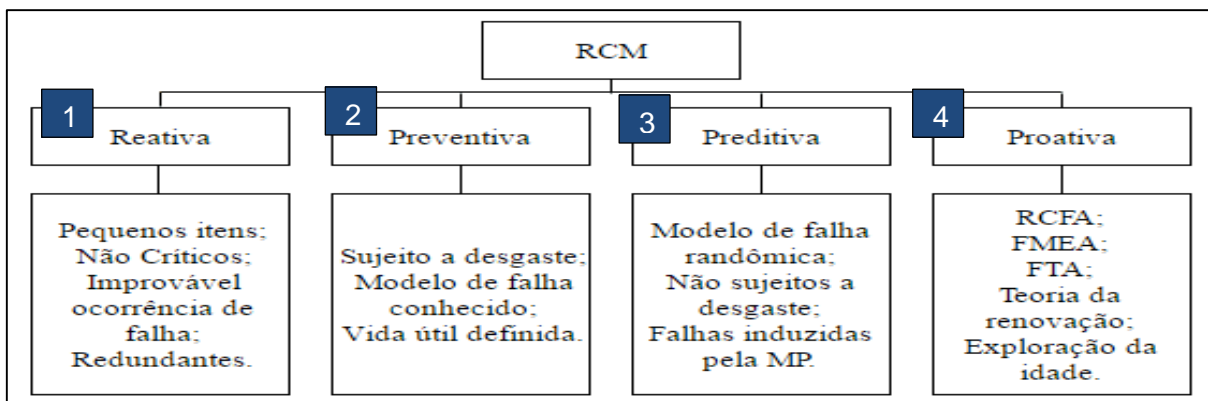 RCM
1
Reativa
Pequenos itens;
Não Críticos;
Improvável
ocorrência de
falha;
Redundantes.
2
Preventiva
Sujeito a desgaste;
Modelo de falha
conhecido;
Vida útil definida.
3
Preditiva
Modelo de falha
randômica;
Não sujeitos a
desgaste;
Falhas induzidas
pela MP.
4
Proativa
RCFA;
FMEA;
FTA;
Teoria da
renovação;
Exploração da
idade.